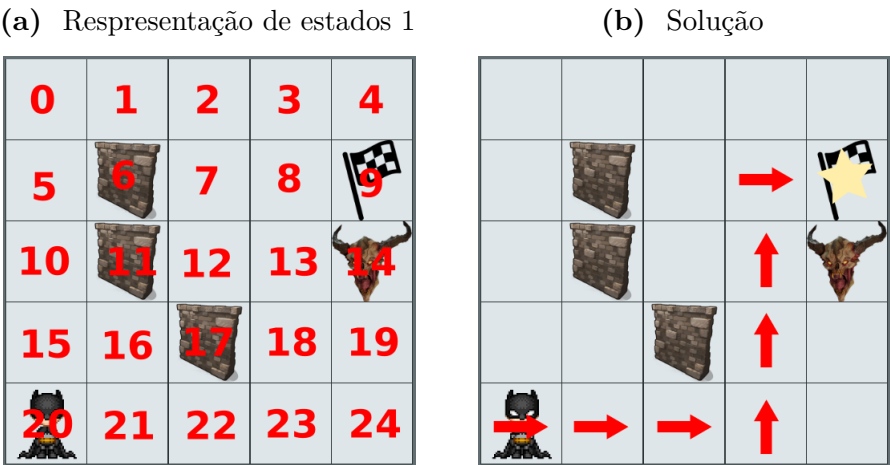 (a) Respresentação de estados 1
(b) Solução
0 1 2 3 4
5 6 7 8 9
10 11 12 13 14
15 16 17 18 19
20 21 22 23 24